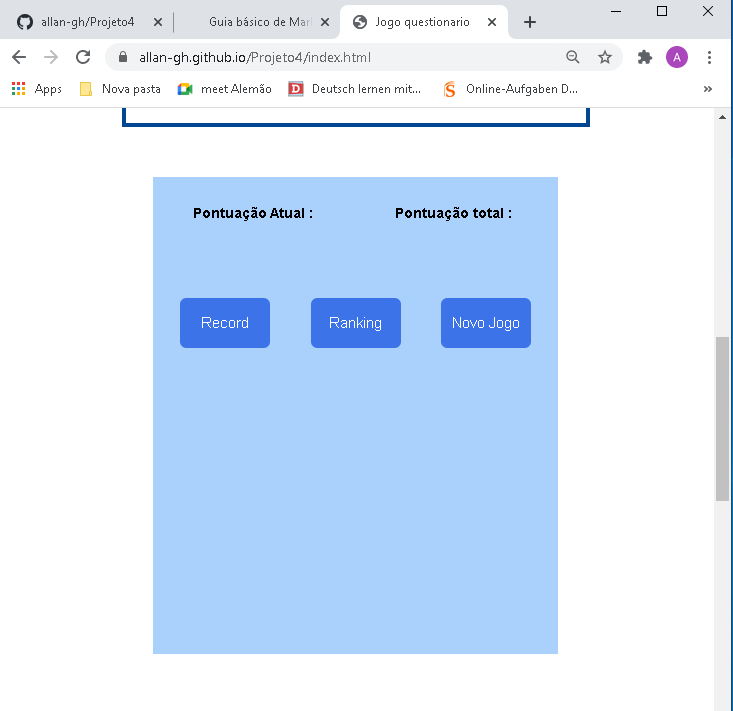 allan-gh/Projeto4
Guia básico de Mar
Jogo questionario
allan-gh.github.io/Projeto4/index.html
A
Apps
Nova pasta
meet Alemão
Deutsch lernen mit...
Online-Aufgaben D...
»
Pontuação Atual :
Pontuação total :
Record
Ranking
Novo Jogo